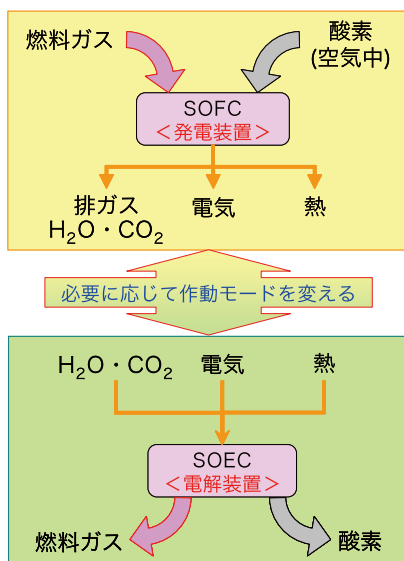 燃料ガス
酸素
(空気中)
SOFC
＜発電装置＞
排ガス
H₂O・CO₂
電気
熱
必要に応じて作動モードを変える
H₂O・CO₂
電気
熱
SOEC
＜電解装置＞
燃料ガス
酸素